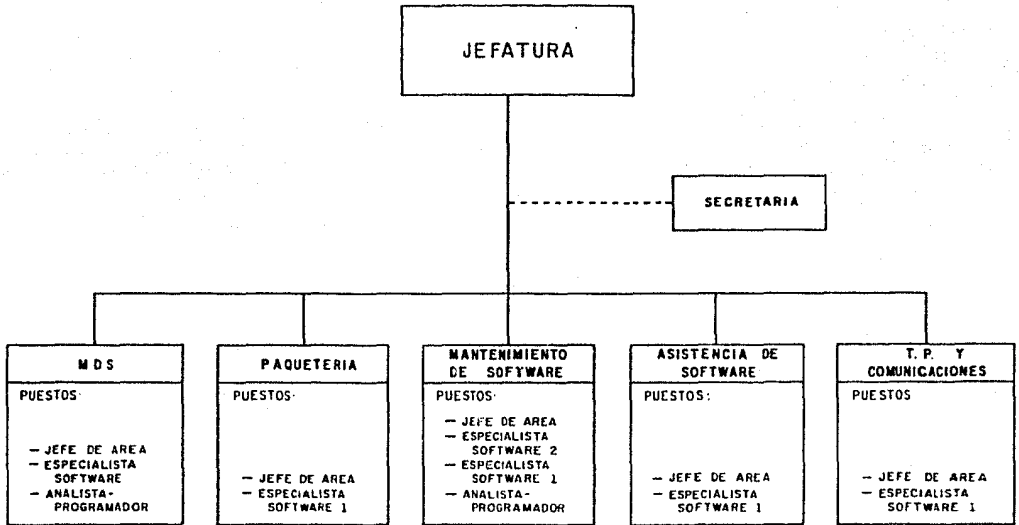 JEFATURA
SECRETARIA
MDS
PUESTOS:
— JEFE DE AREA
— ESPECIALISTA
SOFTWARE
— ANALISTA-
PROGRAMADOR
PAQUETERIA
PUESTOS:
— JEFE DE AREA
— ESPECIALISTA
SOFTWARE 1
MANTENIMIENTO
DE SOFTWARE
PUESTOS:
— JEFE DE AREA
— ESPECIALISTA
SOFTWARE 2
— ESPECIALISTA
SOFTWARE 1
— ANALISTA-
PROGRAMADOR
ASISTENCIA DE
SOFTWARE
PUESTOS:
— JEFE DE AREA
— ESPECIALISTA
SOFTWARE 1
T. P. Y
COMUNICACIONES
PUESTOS
— JEFE DE AREA
— ESPECIALISTA
SOFTWARE 1